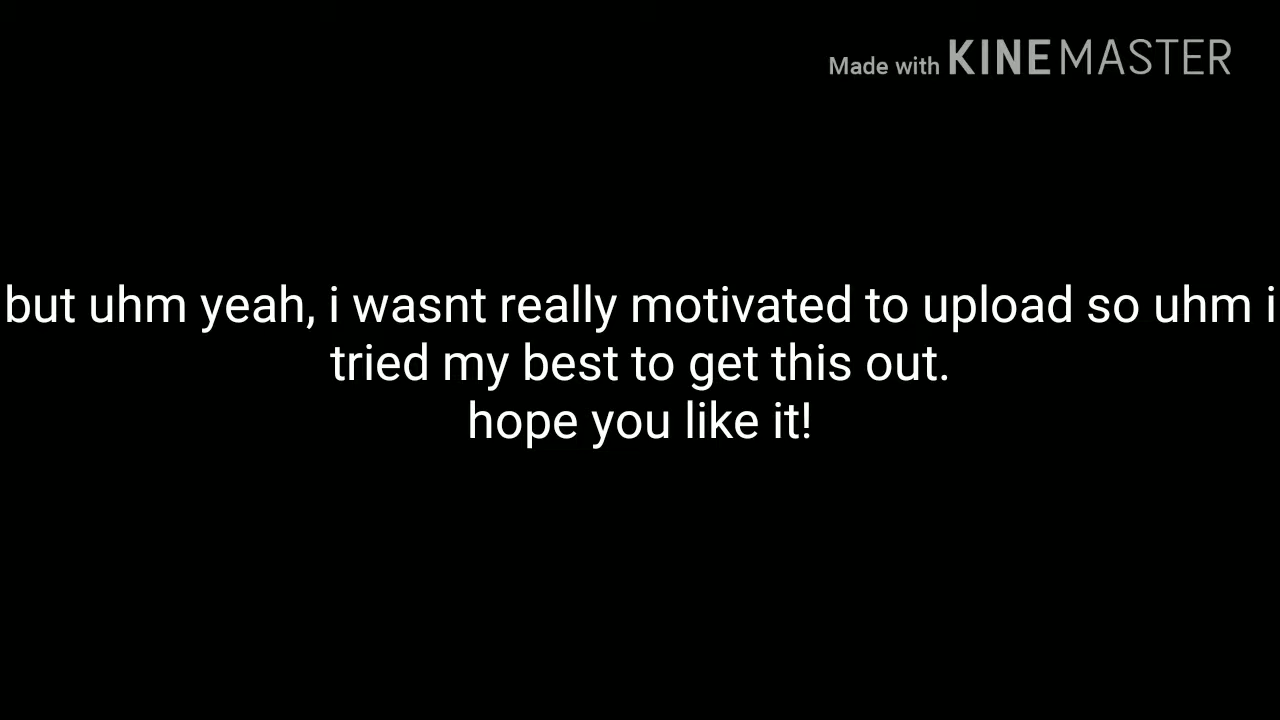 Made with KINEMASTER
but uhm yeah, i wasnt really motivated to upload so uhm i
tried my best to get this out.
hope you like it!